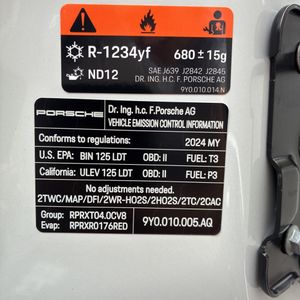 R-1234yf 680 ± 15g
ND12 SAE J639 J2842 J2845
© Dr. Ing. h.c. F. PORSCHE AG
9Y0.010.014.N
PORSCHE Dr. Ing. h.c. F.Porsche AG
VEHICLE EMISSION CONTROL INFORMATION
Conforms to regulations: 2024 MY
U.S. EPA: BIN 125 LDT OBD: II FUEL: T3
California: ULEV 125 LDT OBD: II FUEL: P3
No adjustments needed.
2TWC/MAP/DFI/2WR-HO2S/2HO2S/2TC/2CAC
Group: RPRXT04.0CV8
Evap: RPRXR0176RED 9Y0.010.005.AQ